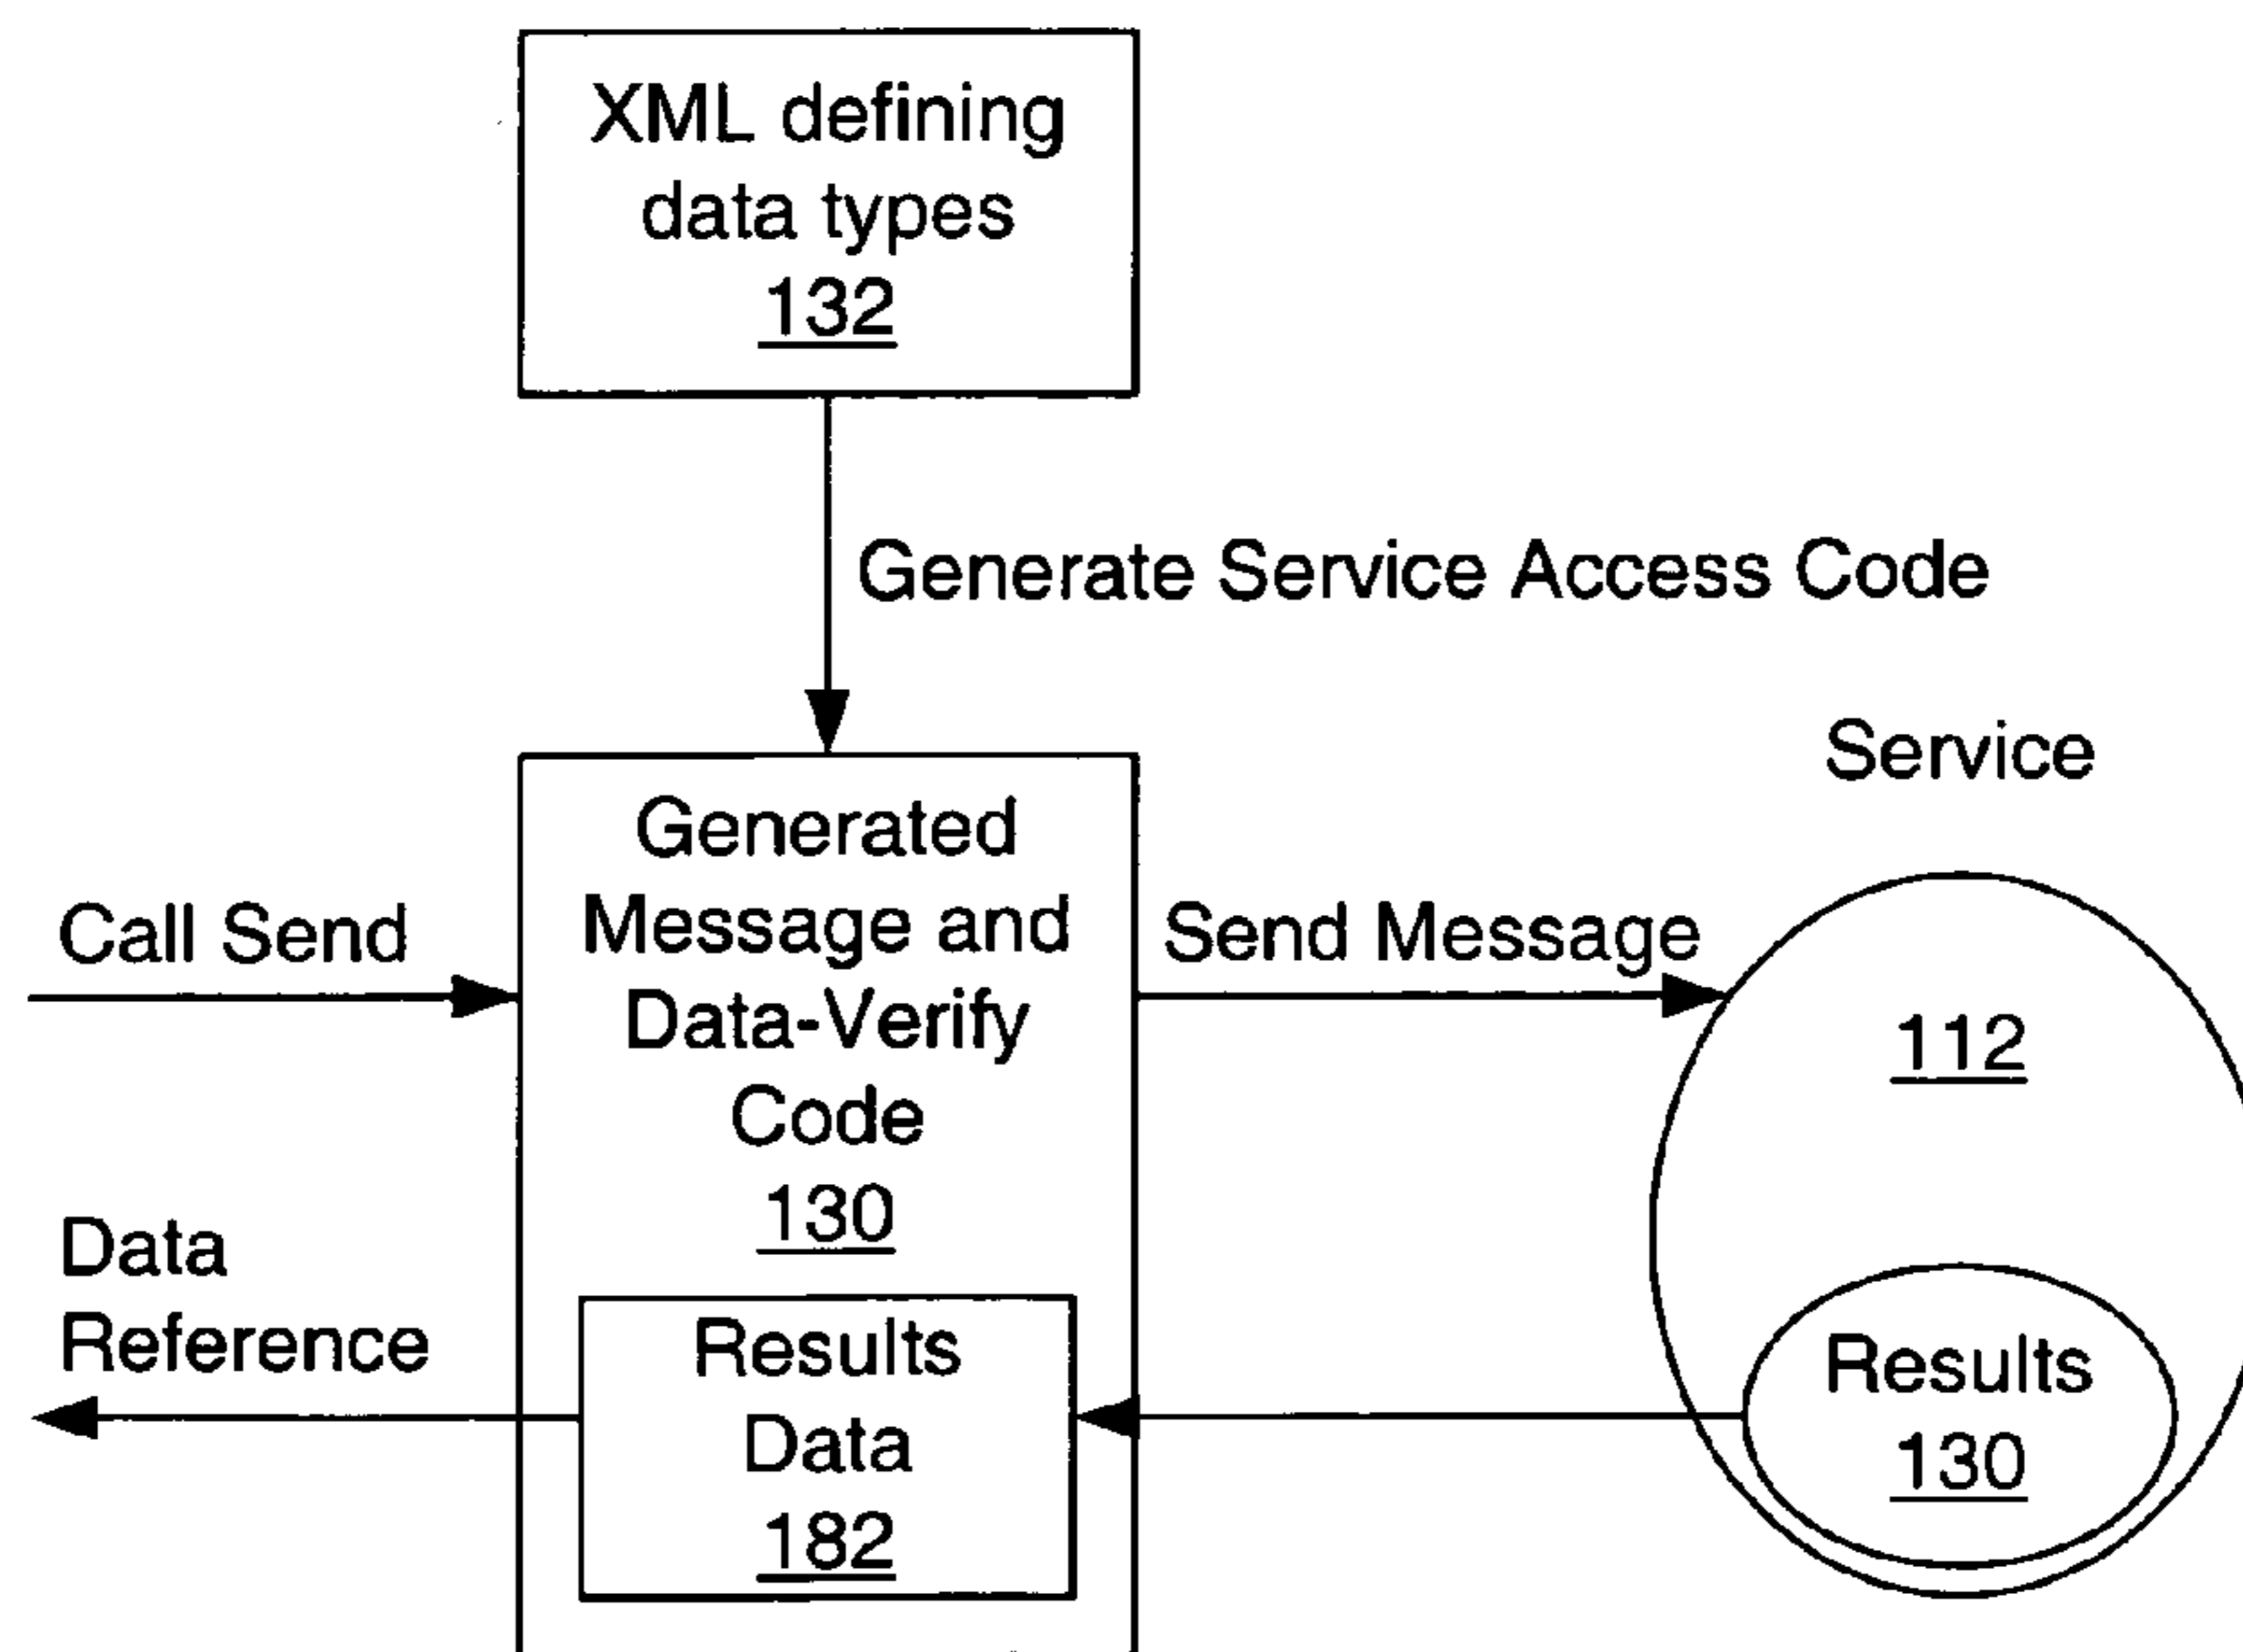 XML defining
data types
132
Generate Service Access Code
Service
Generated
Message and
Data-Verify
Code
130
Call Send
Send Message
112
Data
Reference
Results
Data
182
Results
130